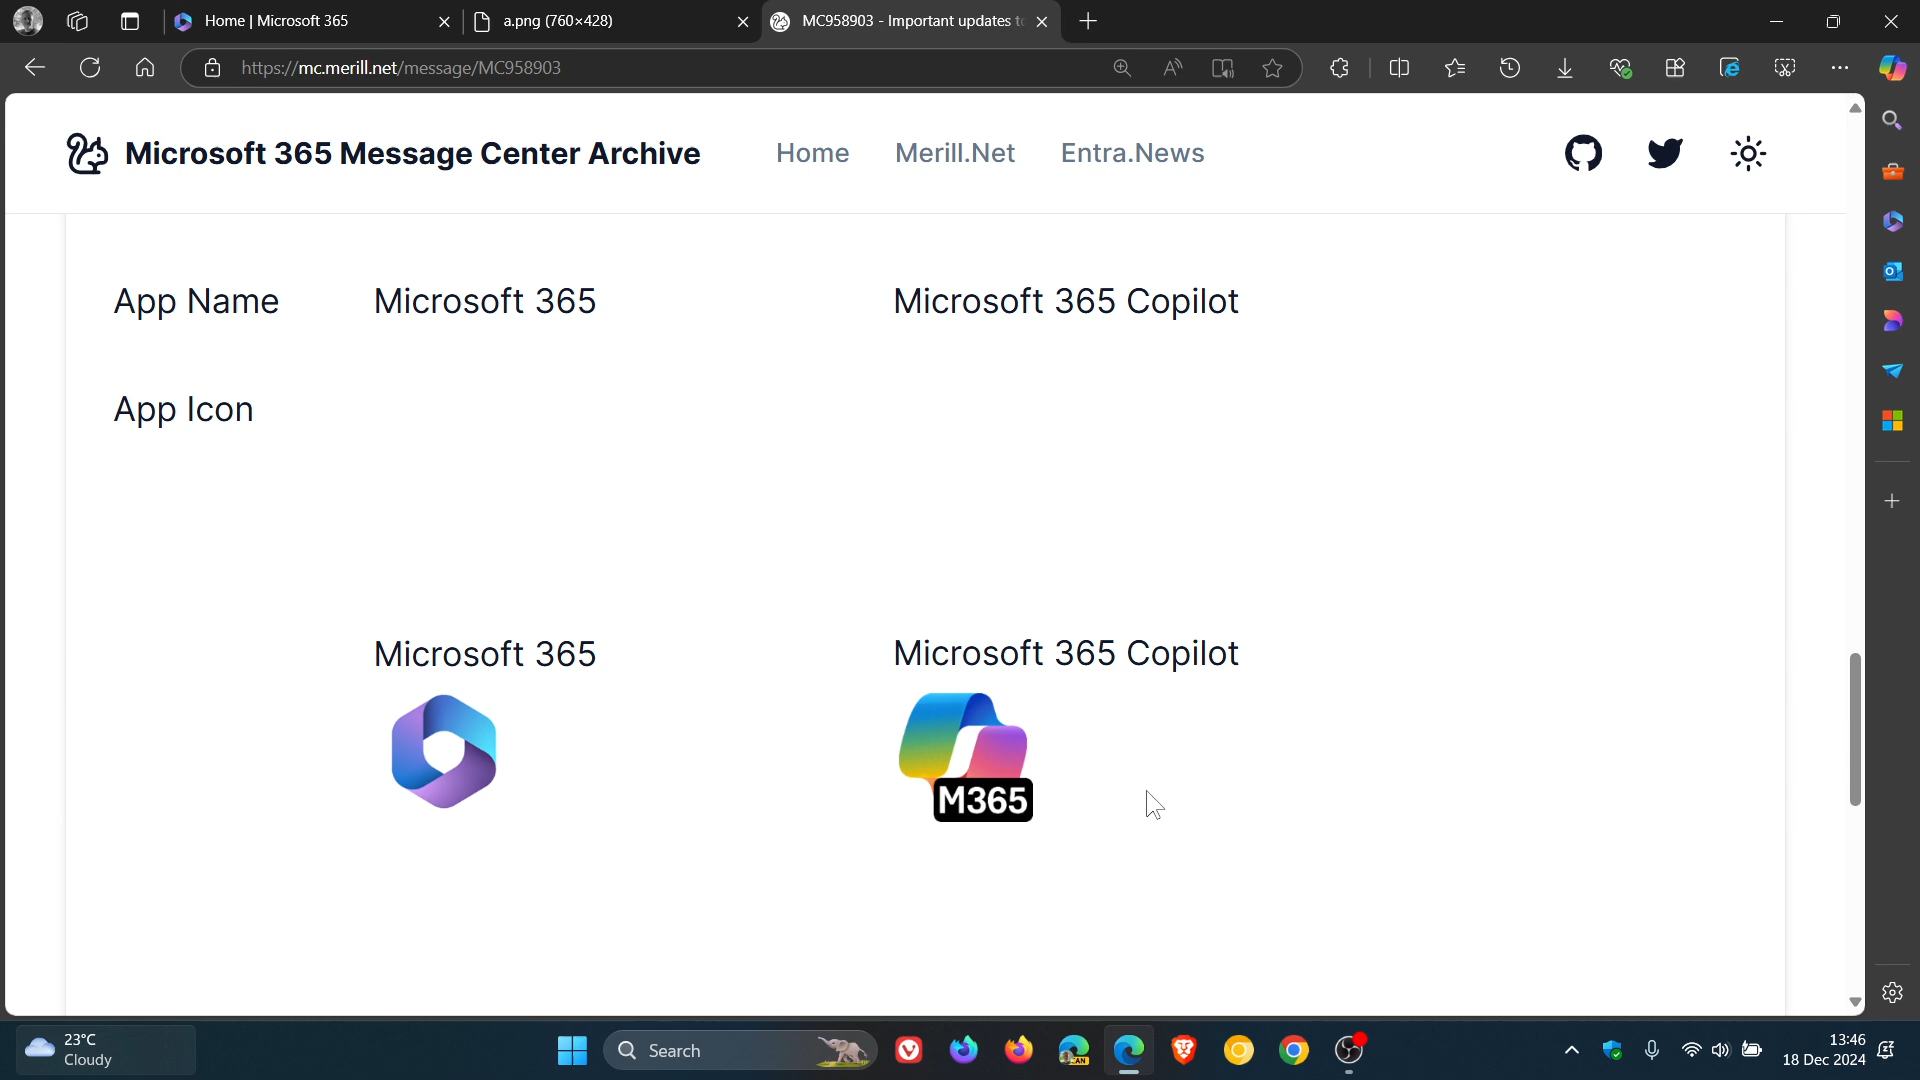 Home | Microsoft 365
a.png (760×428)
MC958903 - Important updates to
https://mc.merill.net/message/MC958903
Microsoft 365 Message Center Archive
Home
Merill.Net
Entra.News
App Name
Microsoft 365
Microsoft 365 Copilot
App Icon
Microsoft 365
Microsoft 365 Copilot
M365
23°C
Cloudy
Search
CAN
13:46
18 Dec 2024